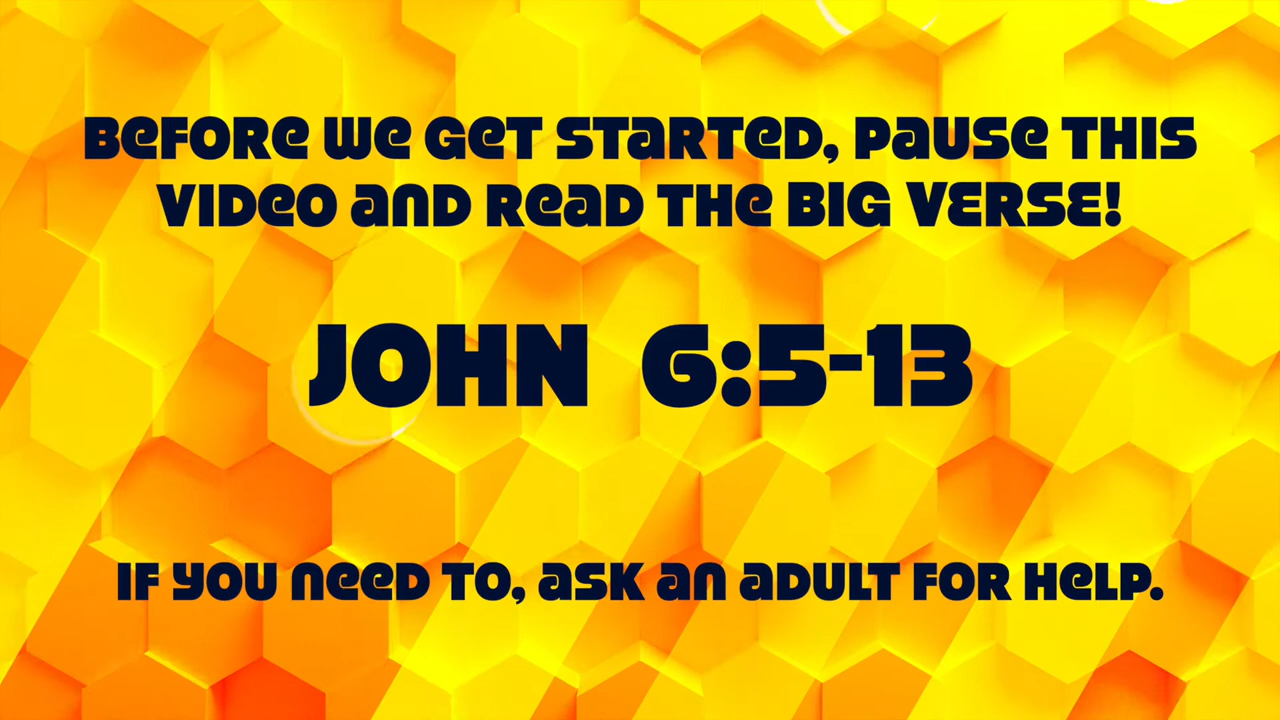 Before we get started, pause this
video and read the BIG VERSE!
JOHN 6:5-13
If you need to, ask an adult for help.